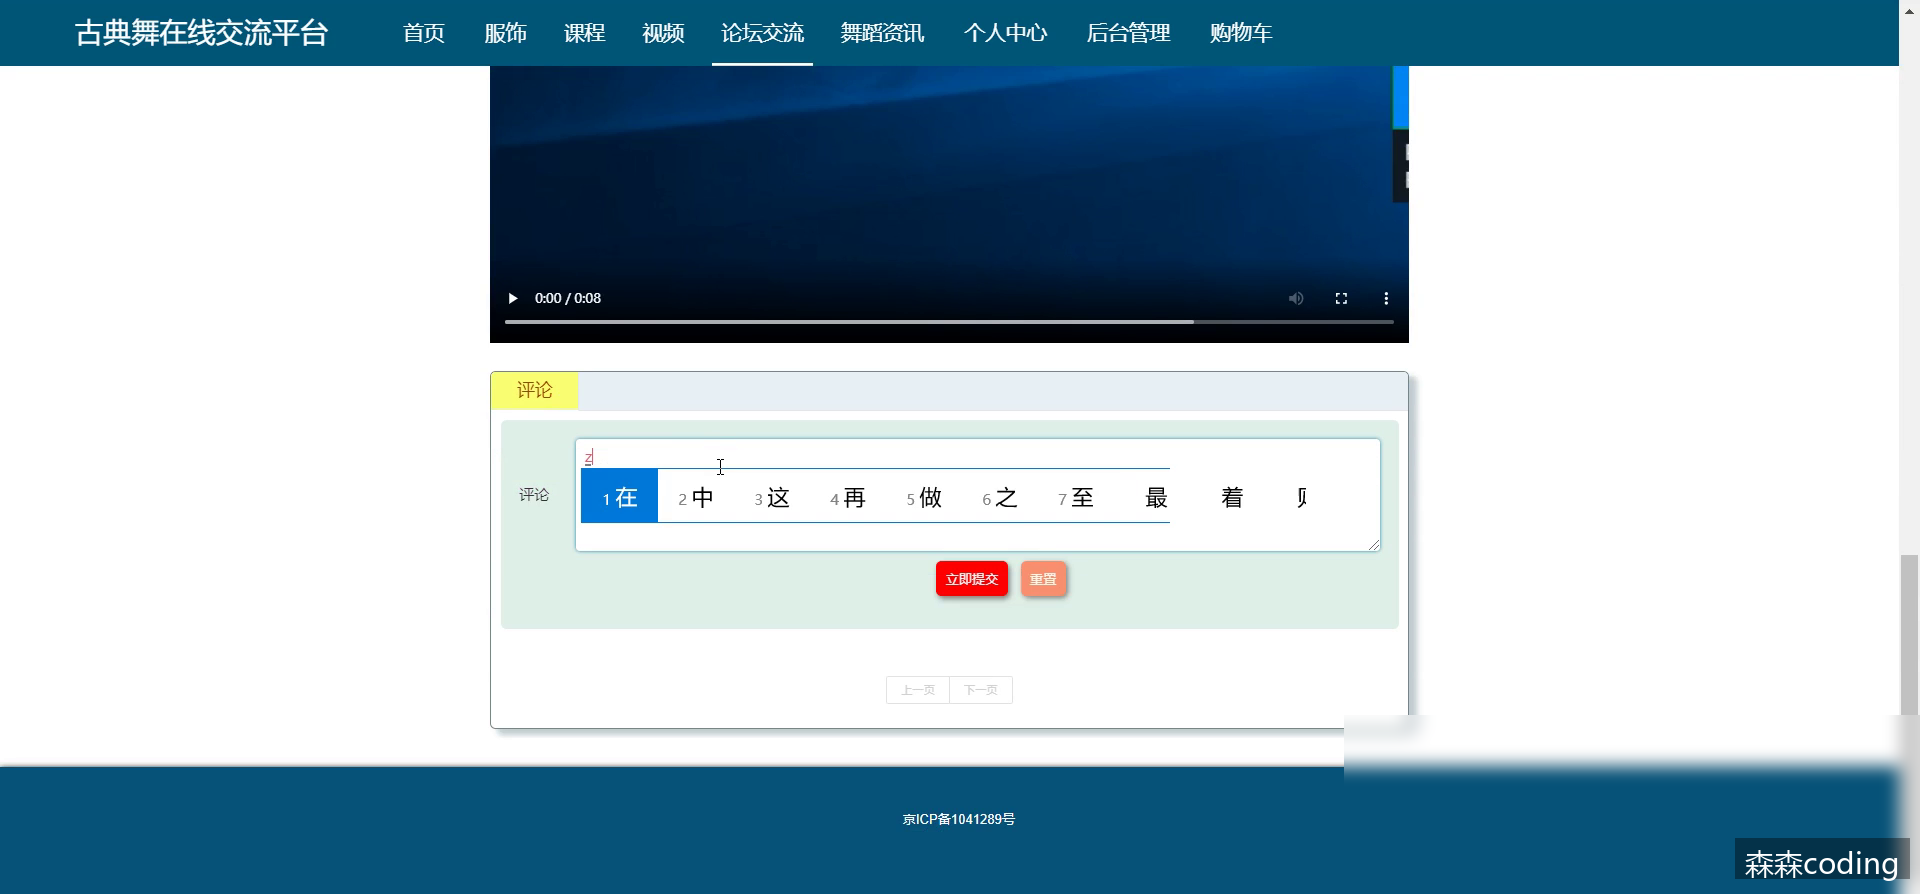 古典舞在线交流平台 首页 服饰 课程 视频 论坛交流 舞蹈资讯 个人中心 后台管理 购物车
0:00 / 0:08
评论
z
评论
1 在 2 中 3 这 4 再 5 做 6 之 7 至 最 着
立即提交 重置
上一页 下一页
京ICP备1041289号
森森coding